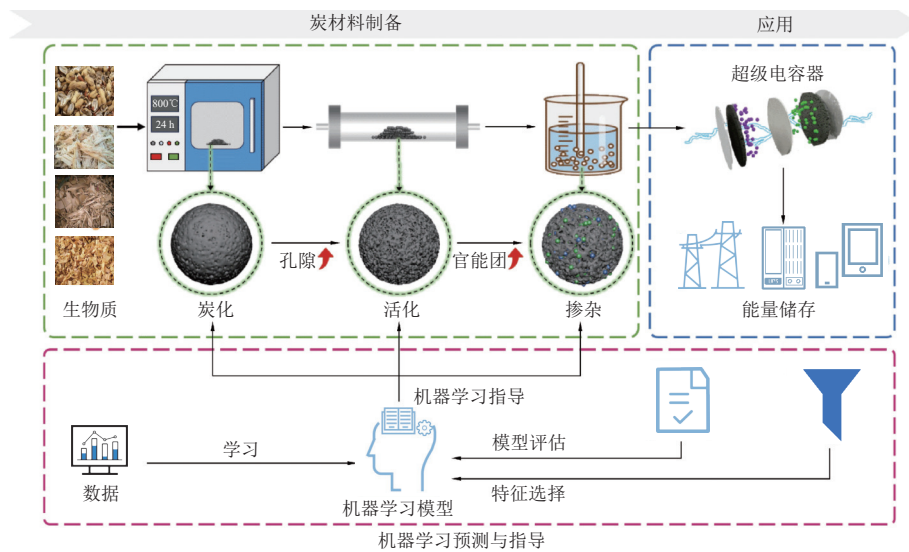 炭材料制备
应用
800℃
24 h
超级电容器
孔隙
官能团
生物质
炭化
活化
掺杂
能量储存
机器学习指导
学习
模型评估
特征选择
数据
机器学习模型
机器学习预测与指导